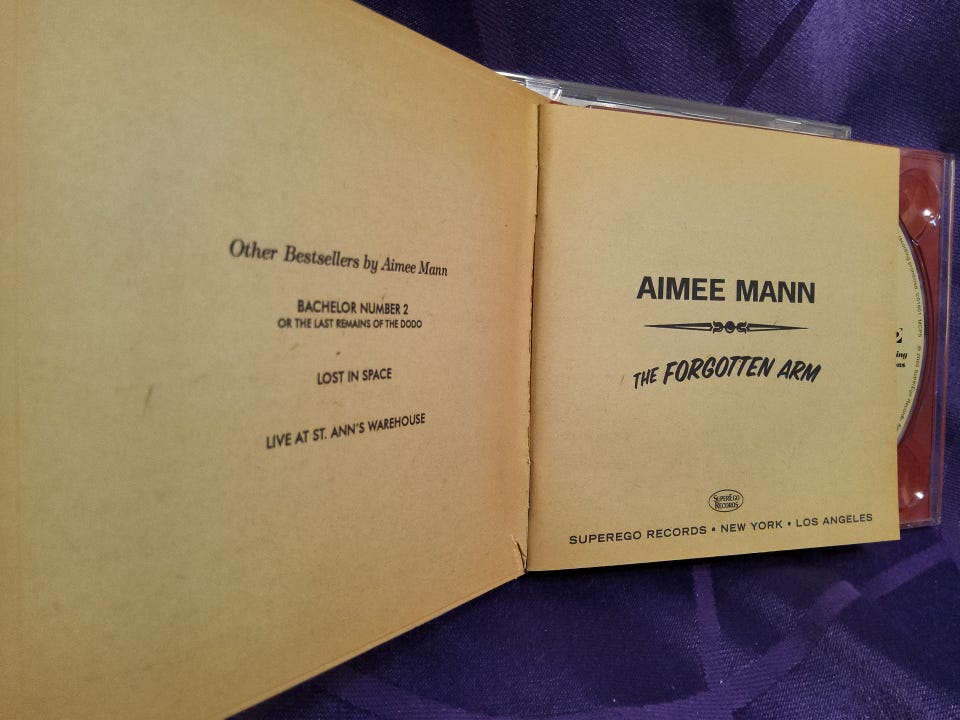 Other Bestsellers by Aimee Mann
BACHELOR NUMBER 2
OR THE LAST REMAINS OF THE DODO
LOST IN SPACE
LIVE AT ST. ANN'S WAREHOUSE
AIMEE MANN
THE FORGOTTEN ARM
SUPEREGO
RECORDS
SUPEREGO RECORDS • NEW YORK • LOS ANGELES